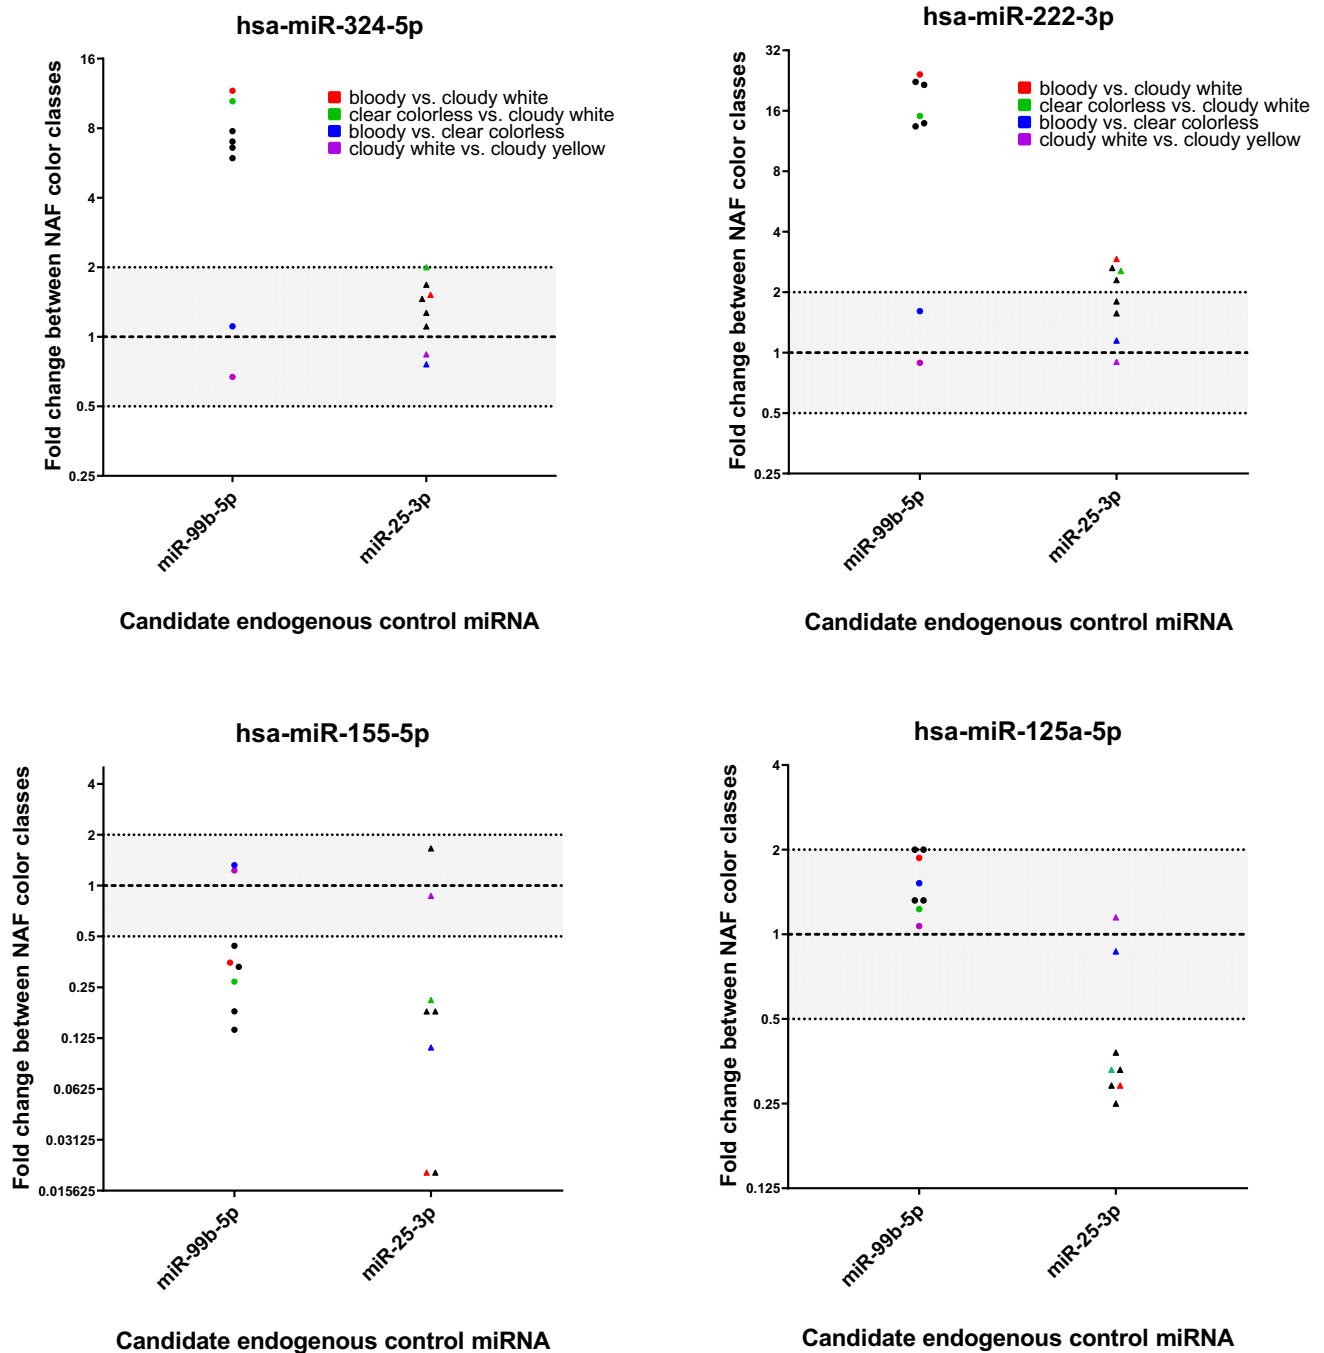 hsa-miR-324-5p
Fold change between NAF color classes
16
8
4
2
1
0.5
0.25
bloody vs. cloudy white
clear colorless vs. cloudy white
bloody vs. clear colorless
cloudy white vs. cloudy yellow
miR-99b-5p
miR-25-3p
Candidate endogenous control miRNA
hsa-miR-222-3p
Fold change between NAF color classes
32
16
8
4
2
1
0.5
0.25
bloody vs. cloudy white
clear colorless vs. cloudy white
bloody vs. clear colorless
cloudy white vs. cloudy yellow
miR-99b-5p
miR-25-3p
Candidate endogenous control miRNA
hsa-miR-155-5p
Fold change between NAF color classes
4
2
1
0.5
0.25
0.125
0.0625
0.03125
0.015625
miR-99b-5p
miR-25-3p
Candidate endogenous control miRNA
hsa-miR-125a-5p
Fold change between NAF color classes
4
2
1
0.5
0.25
0.125
miR-99b-5p
miR-25-3p
Candidate endogenous control miRNA